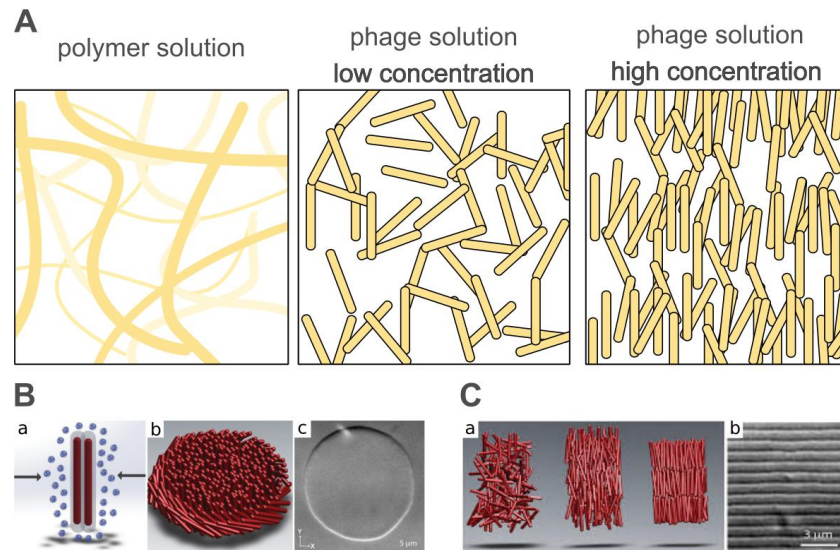 A
polymer solution
phage solution
low concentration
phage solution
high concentration
B
a
b
c
Y
X
5 μm
C
a
b
3 μm